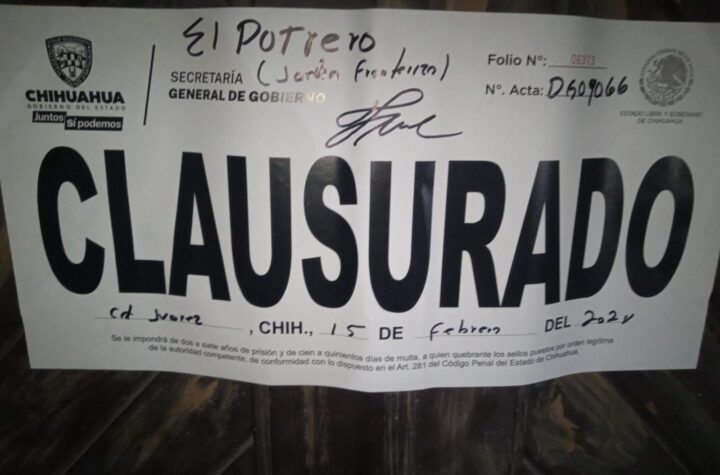 El Potrero
(Jardín Fronterizo)
CHIHUAHUA
GOBIERNO DEL ESTADO
Juntos Sí podemos
SECRETARÍA
GENERAL DE GOBIERNO
Folio N°: 06373
N°. Acta: DG09066
ESTADO LIBRE Y SOBERANO
DE CHIHUAHUA
CLAUSURADO
Cd Juarez, CHIH., 15 DE Febrero DEL 2024
Se le impondrá de dos a siete años de prisión y de cien a quinientos días de multa, a quien quebrante los sellos puestos por orden legítima
de la autoridad competente, de conformidad con lo dispuesto en el Art. 281 del Código Penal del Estado de Chihuahua.